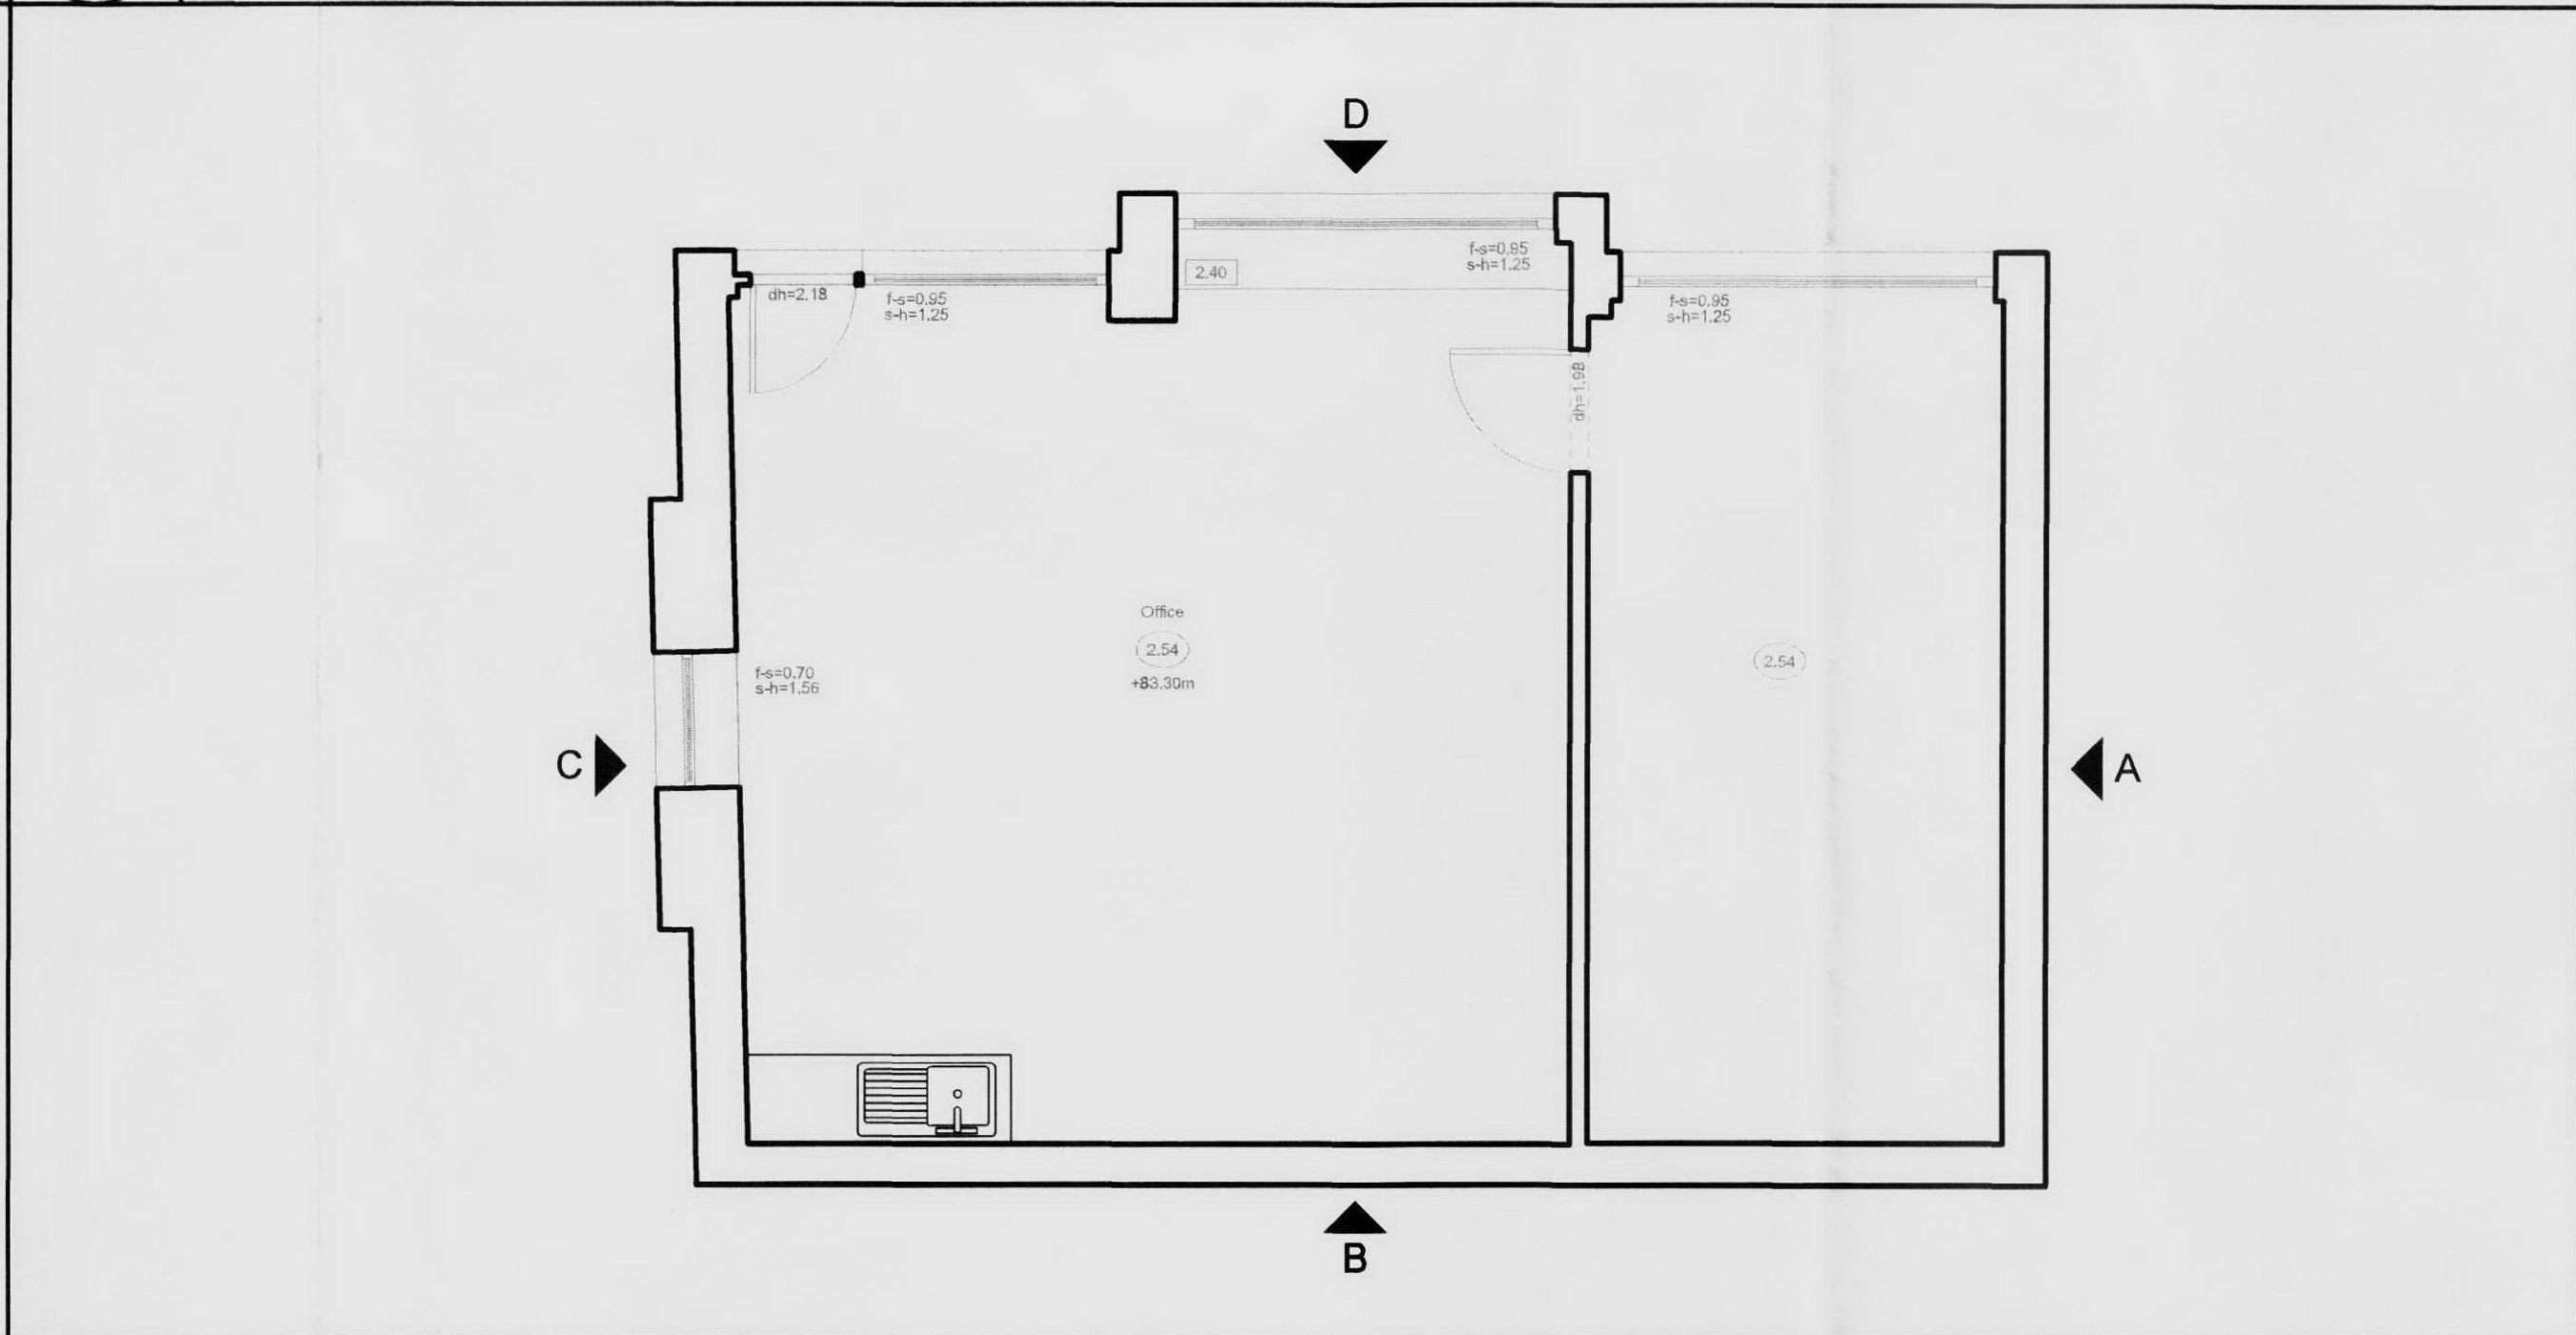 D
f-s=0.95
s-h=1.25
2.40
dh=2.18
f-s=0.95
s-h=1.25
f-s=0.95
s-h=1.25
dh=1.98
Office
2.54
+83.30m
2.54
f-s=0.70
s-h=1.56
C
A
B